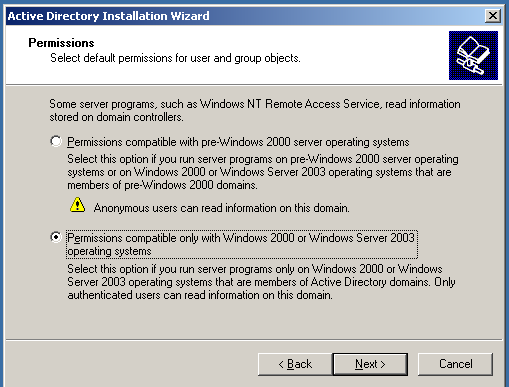 Active Directory Installation Wizard
Permissions
Select default permissions for user and group objects.
Some server programs, such as Windows NT Remote Access Service, read information
stored on domain controllers.
Permissions compatible with pre-Windows 2000 server operating systems
Select this option if you run server programs on pre-Windows 2000 server operating
systems or on Windows 2000 or Windows Server 2003 operating systems that are
members of pre-Windows 2000 domains.
Anonymous users can read information on this domain.
Permissions compatible only with Windows 2000 or Windows Server 2003
operating systems
Select this option if you run server programs only on Windows 2000 or Windows
Server 2003 operating systems that are members of Active Directory domains. Only
authenticated users can read information on this domain.
< Back
Next >
Cancel